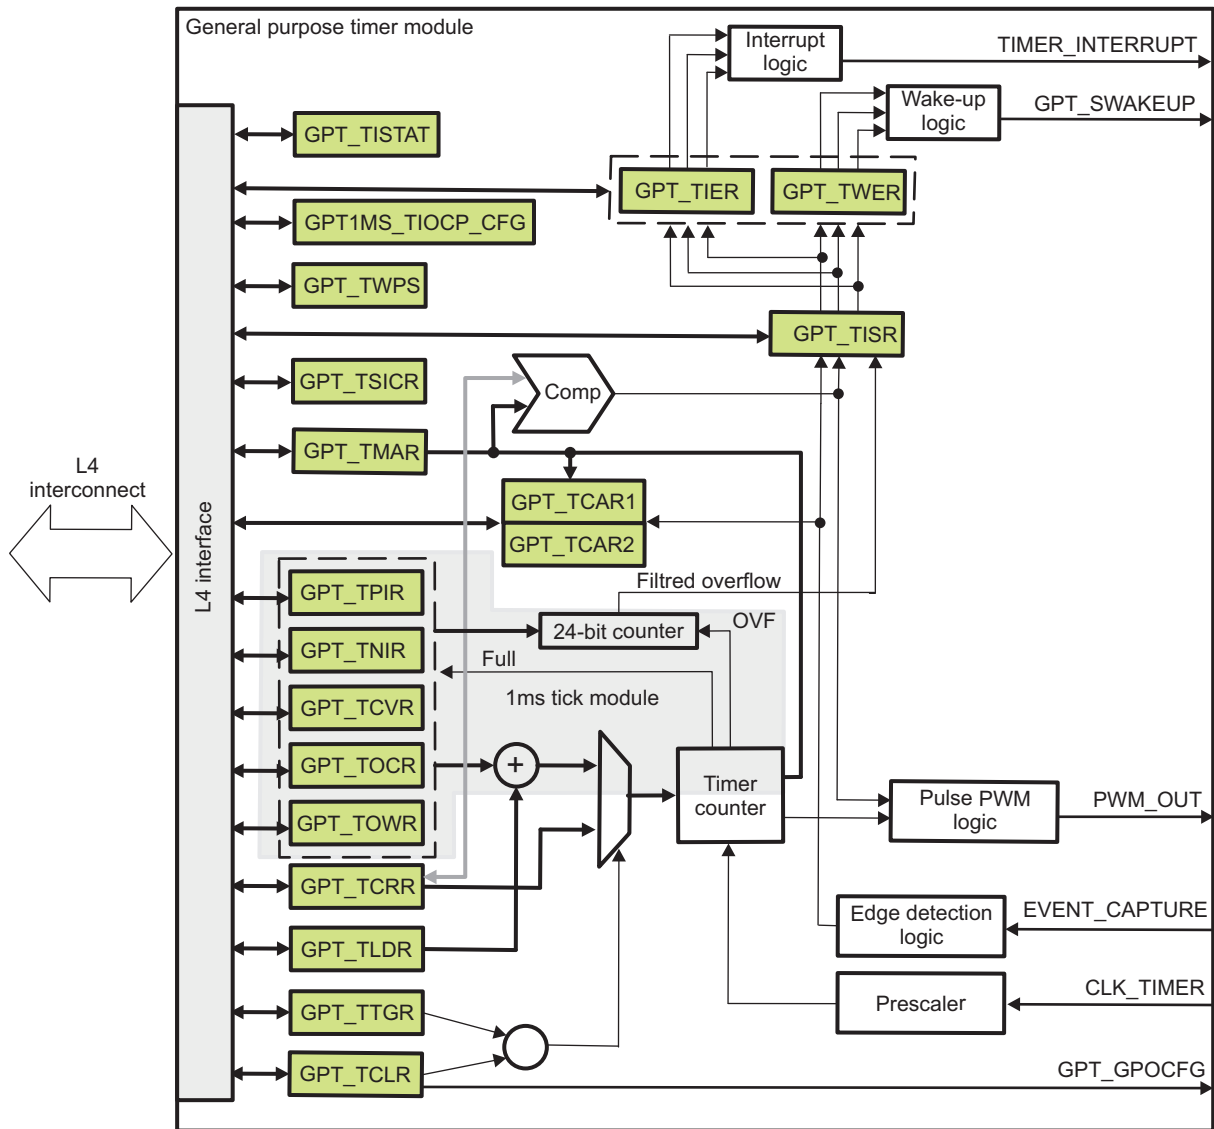 General purpose timer module
Interrupt
logic
TIMER_INTERRUPT
Wake-up
logic
GPT_SWAKEUP
GPT_TISTAT
GPT_TIER
GPT_TWER
GPT1MS_TIOCP_CFG
GPT_TWPS
GPT_TISR
GPT_TSICR
Comp
GPT_TMAR
L4
interconnect
L4 interface
GPT_TCAR1
GPT_TCAR2
Filtred overflow
GPT_TPIR
24-bit counter
OVF
GPT_TNIR
Full
1ms tick module
GPT_TCVR
GPT_TOCR
+
Timer
counter
Pulse PWM
logic
PWM_OUT
GPT_TOWR
GPT_TCRR
Edge detection
logic
EVENT_CAPTURE
GPT_TLDR
Prescaler
CLK_TIMER
GPT_TTGR
GPT_TCLR
GPT_GPOCFG